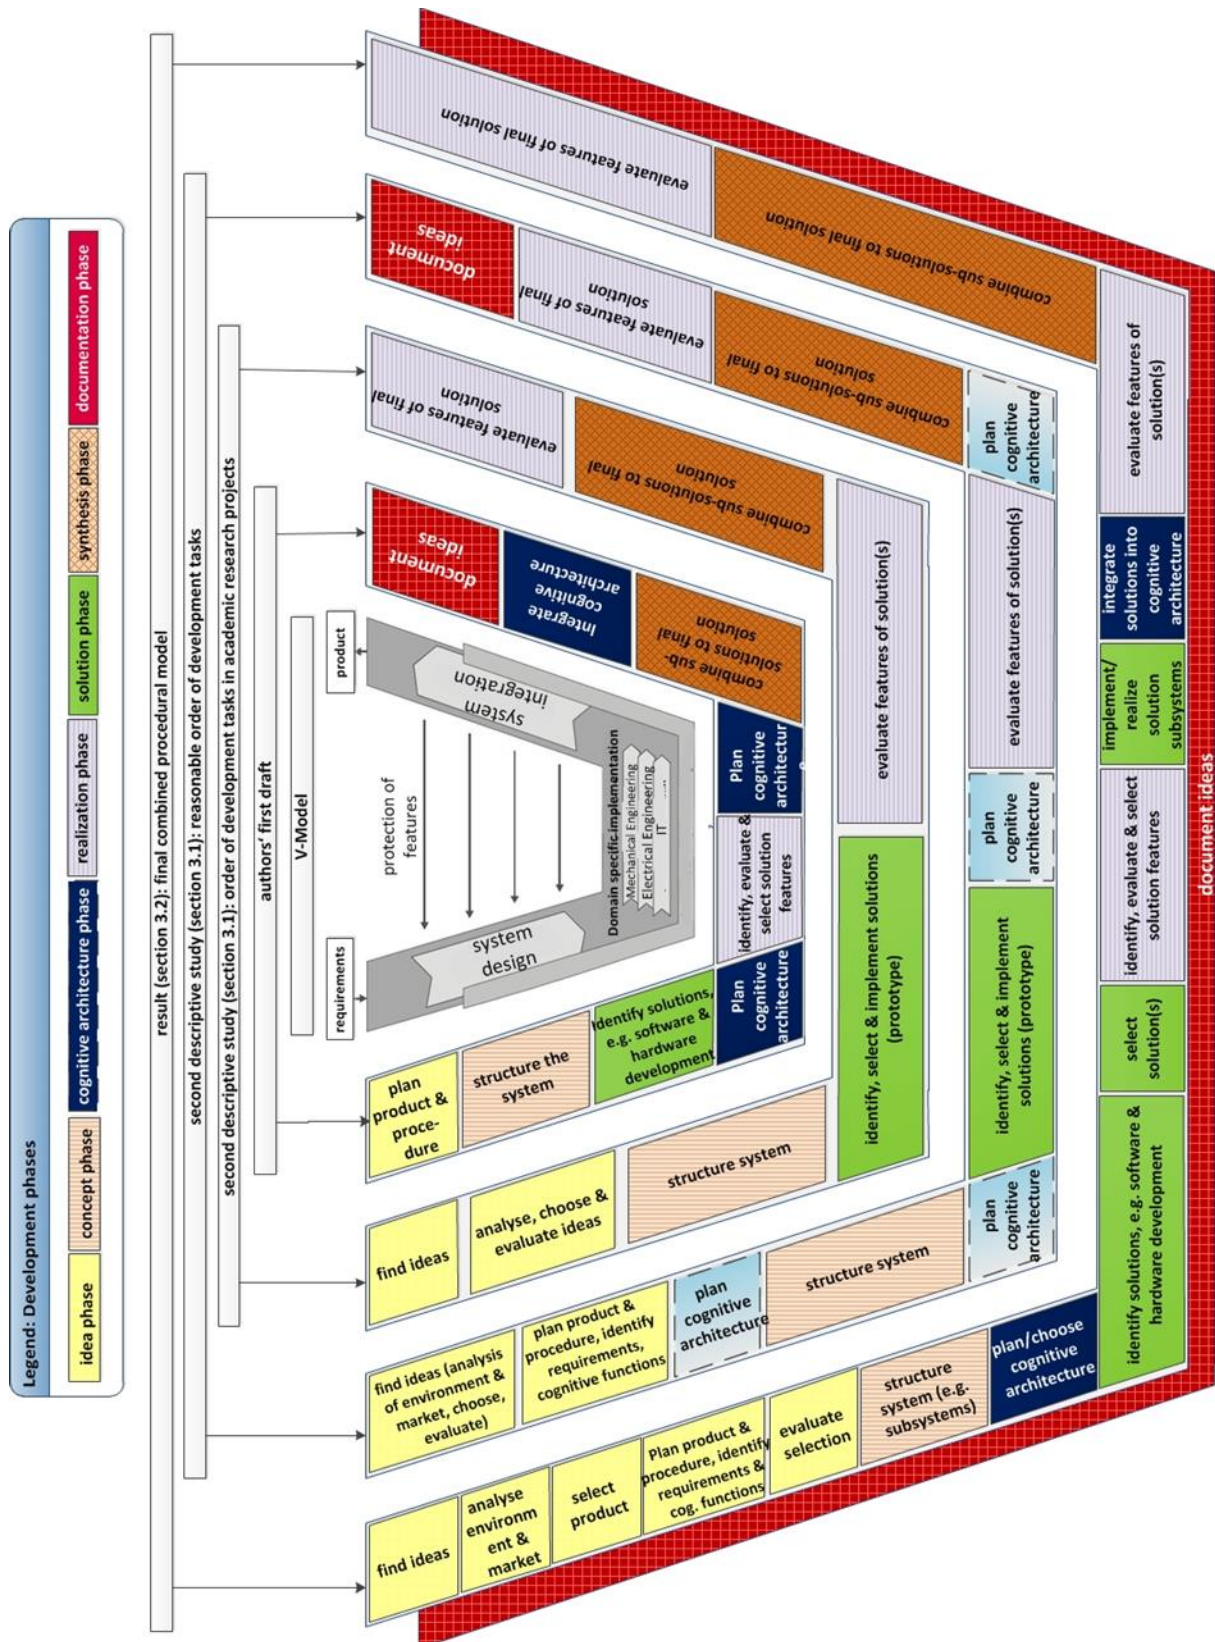 Legend: Development phases
idea phase
concept phase
cognitive architecture phase
realization phase
solution phase
synthesis phase
documentation phase
result (section 3.2): final combined procedural model
second descriptive study (section 3.1): reasonable order of development tasks
second descriptive study (section 3.1): order of development tasks in academic research projects
authors' first draft
V-Model
requirements
product
protection of
features
system
design
system
integration
Domain specific implementation
Mechanical Engineering
Electrical Engineering
IT
plan
product &
proce-
dure
structure the
system
Identify solutions,
e.g. software &
hardware
development
Plan
cognitive
architecture
identify, evaluate &
select solution
features
Plan
cognitive
architectur
combine sub-
solutions to final
solution
Integrate
cognitive
architecture
document
ideas
find ideas
analyse, choose &
evaluate ideas
structure system
identify, select & implement solutions
(prototype)
evaluate features of solution(s)
combine sub-solutions to final
solution
evaluate features of final
solution
find ideas (analysis
of environment &
market, choose,
evaluate)
plan product &
procedure, identify
requirements,
cognitive functions
plan
cognitive
architecture
structure system
plan
cognitive
architecture
identify, select & implement
solutions (prototype)
plan
cognitive
architecture
evaluate features of solution(s)
plan
cognitive
architecture
combine sub-solutions to final
solution
evaluate features of final
solution
document
ideas
find ideas
analyse
environm
ent &
market
select
product
Plan product &
procedure, identify
requirements &
cog. functions
evaluate
selection
structure
system (e.g.
subsystems)
plan/choose
cognitive
architecture
identify solutions, e.g. software &
hardware development
select
solution(s)
identify, evaluate & select
solution features
implement/
realize
solution
subsystems
integrate
solutions into
cognitive
architecture
evaluate features of
solution(s)
combine sub-solutions to final solution
evaluate features of final solution
document ideas